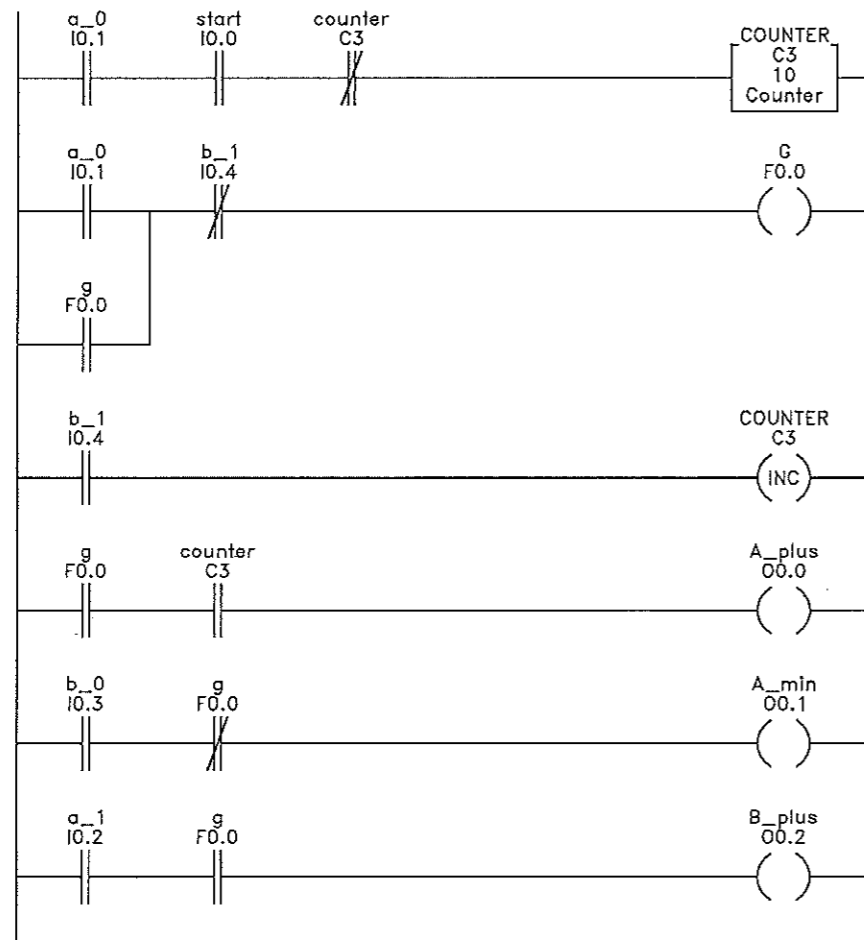 a_0 start counter COUNTER
I0.1 I0.0 C3 C3
10
Counter
a_0 b_1 G
I0.1 I0.4 F0.0
g
F0.0
b_1 COUNTER
I0.4 C3
INC
g counter A_plus
F0.0 C3 O0.0
b_0 g A_min
I0.3 F0.0 O0.1
a_1 g B_plus
I0.2 F0.0 O0.2